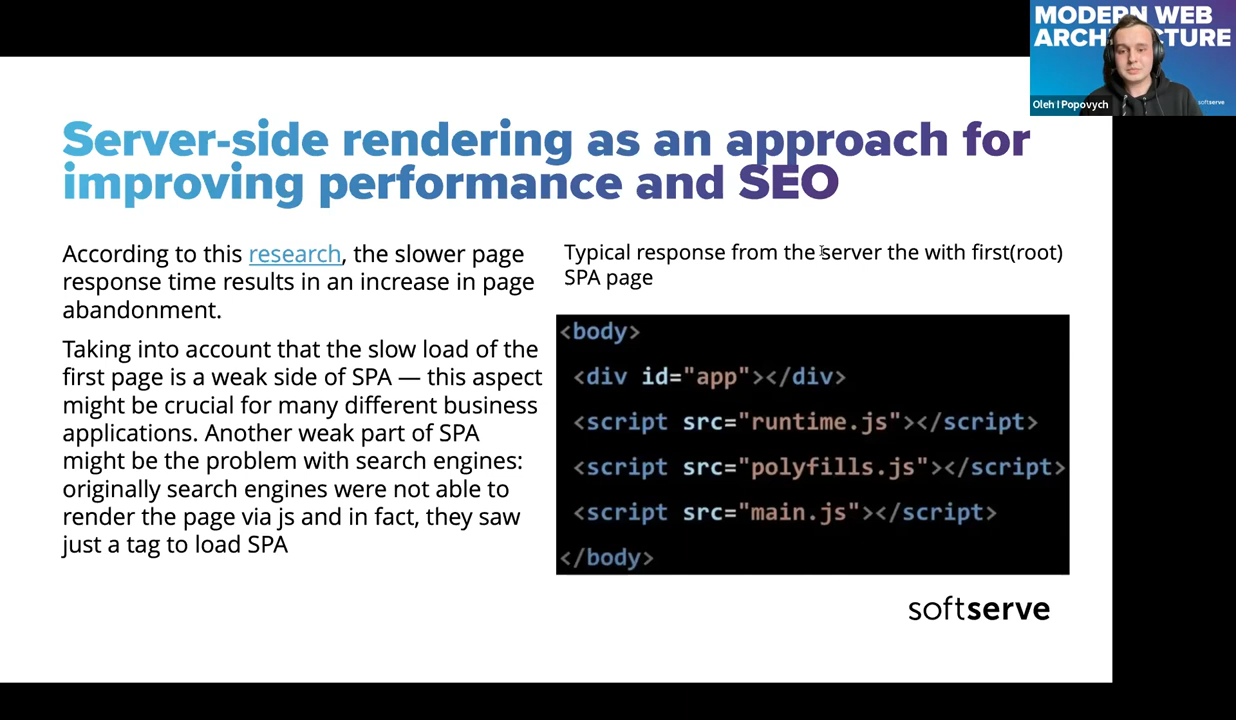 MODERN WEB
Oleh I Popovych
softserve
Server-side rendering as an approach for
improving performance and SEO
According to this research, the slower page
response time results in an increase in page
abandonment.
Taking into account that the slow load of the
first page is a weak side of SPA — this aspect
might be crucial for many different business
applications. Another weak part of SPA
might be the problem with search engines:
originally search engines were not able to
render the page via js and in fact, they saw
just a tag to load SPA
Typical response from the server the with first(root)
SPA page
<body>
<div id="app"></div>
<script src="runtime.js"></script>
<script src="polyfills.js"></script>
<script src="main.js"></script>
</body>
softserve